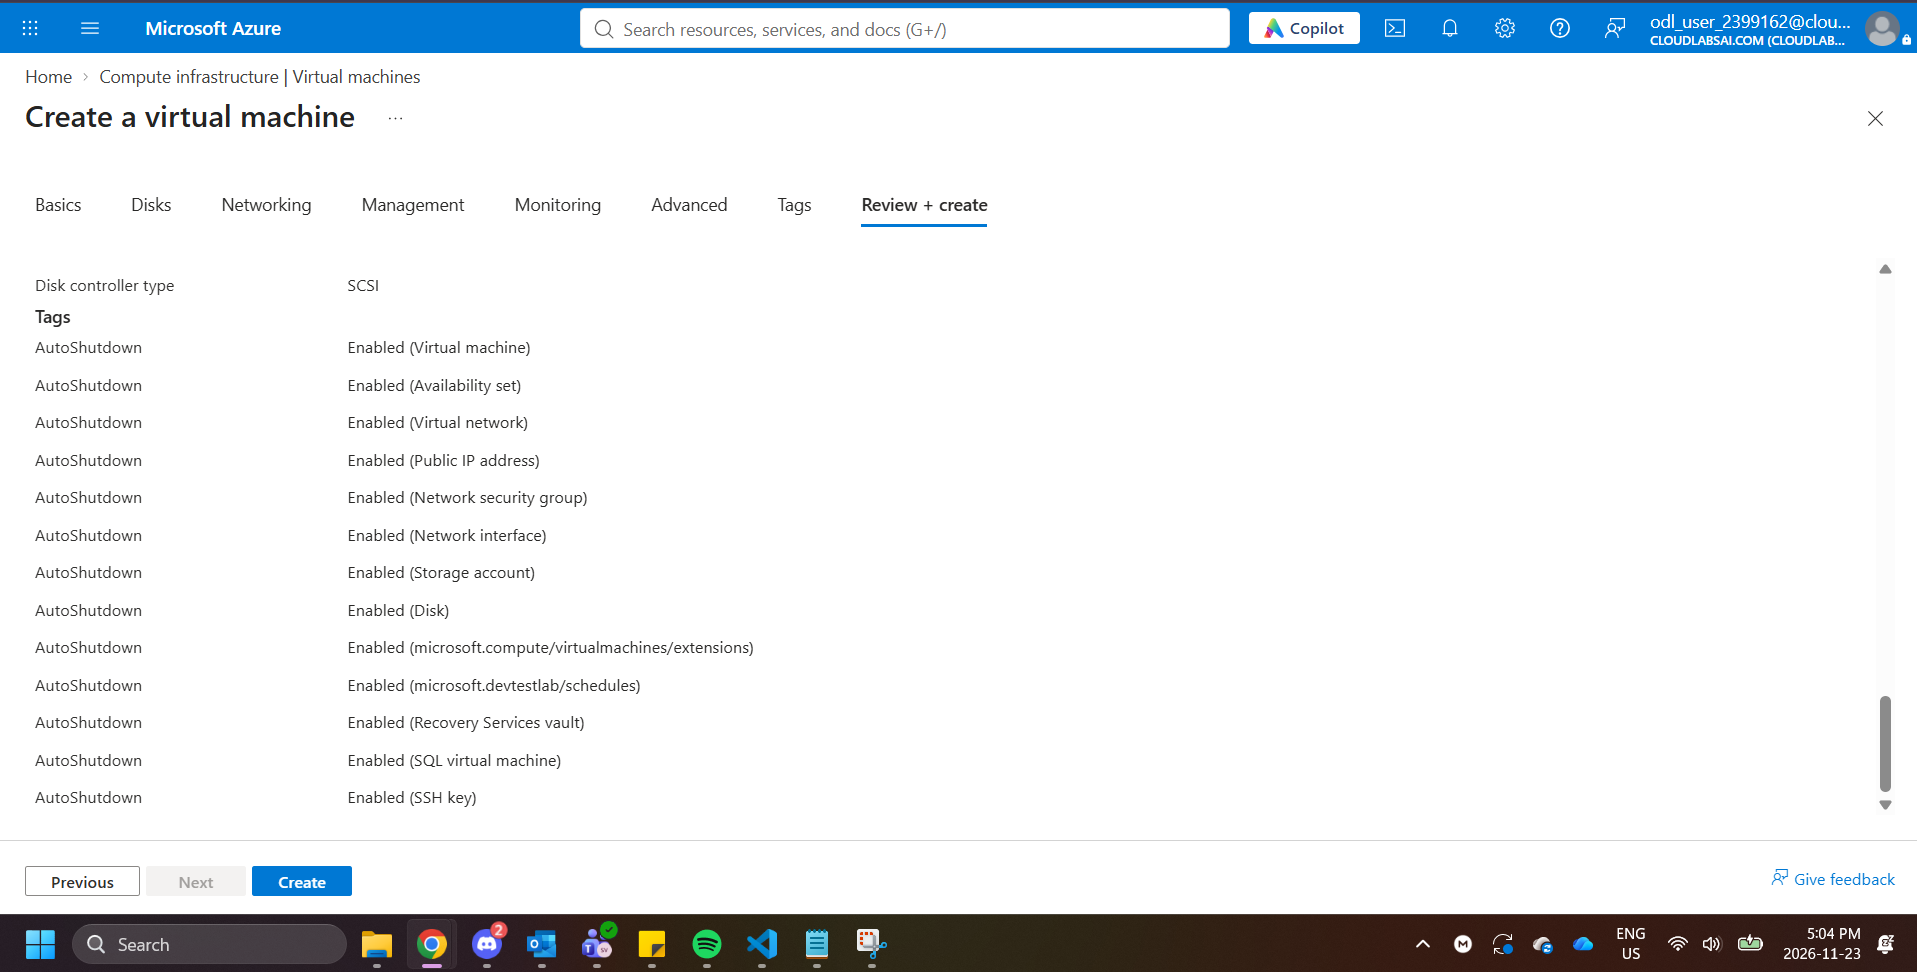 Microsoft Azure
Search resources, services, and docs (G+/)
Copilot
odl_user_2399162@clou...
CLOUDLABSAI.COM (CLOUDLAB...
Home > Compute infrastructure | Virtual machines
Create a virtual machine ...
Basics Disks Networking Management Monitoring Advanced Tags Review + create
Disk controller type SCSI
Tags
AutoShutdown Enabled (Virtual machine)
AutoShutdown Enabled (Availability set)
AutoShutdown Enabled (Virtual network)
AutoShutdown Enabled (Public IP address)
AutoShutdown Enabled (Network security group)
AutoShutdown Enabled (Network interface)
AutoShutdown Enabled (Storage account)
AutoShutdown Enabled (Disk)
AutoShutdown Enabled (microsoft.compute/virtualmachines/extensions)
AutoShutdown Enabled (microsoft.devtestlab/schedules)
AutoShutdown Enabled (Recovery Services vault)
AutoShutdown Enabled (SQL virtual machine)
AutoShutdown Enabled (SSH key)
Previous Next Create Give feedback
Search
2
ENG
US
5:04 PM
2026-11-23